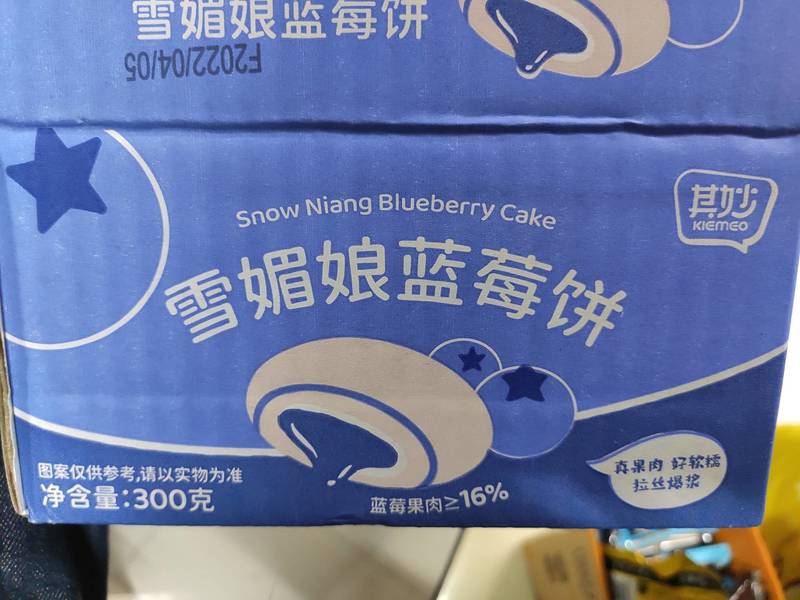 雪媚娘蓝莓饼
F2022/04/05
Snow Niang Blueberry Cake
其妙
KIEMEO
雪媚娘蓝莓饼
图案仅供参考,请以实物为准
净含量:300克
蓝莓果肉≥16%
真果肉 好软糯
拉丝爆浆